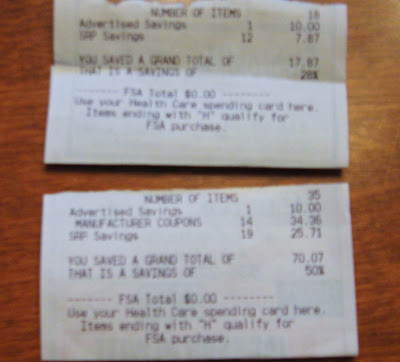 NUMBER OF ITEMS 18
Advertised Savings 1 10.00
SRP Savings 12 7.87
YOU SAVED A GRAND TOTAL OF 17.87
THAT IS A SAVINGS OF 28%
------- FSA Total $0.00 --------
Use your Health Care spending card here.
Items ending with "H" qualify for
FSA purchase.
NUMBER OF ITEMS 35
Advertised Savings 1 10.00
MANUFACTURER COUPONS 14 34.36
SRP Savings 19 25.71
YOU SAVED A GRAND TOTAL OF 70.07
THAT IS A SAVINGS OF 50%
------- FSA Total $0.00 --------
Use your Health Care spending card here.
Items ending with "H" qualify for
FSA purchase.